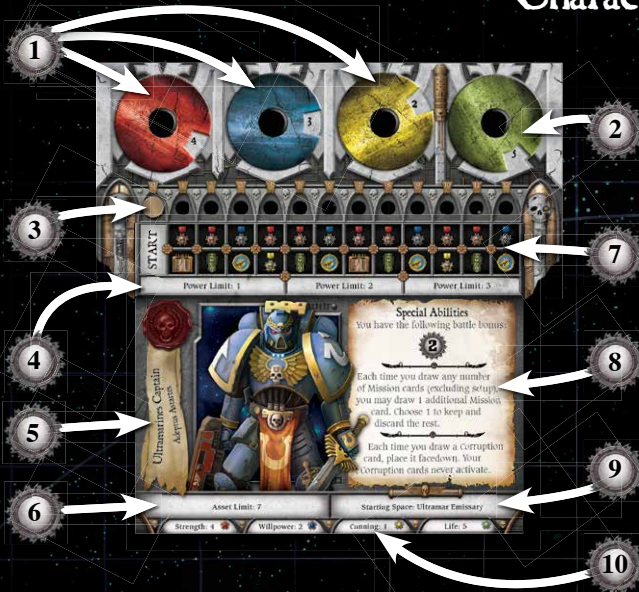 Charac
1
2
4
3
2
5
3
START
7
4
Power Limit: 1
Power Limit: 2
Power Limit: 3
5
Ultramarines Captain
Adeptus Astartes
Special Abilities
You have the following battle bonus:
2
Each time you draw any number
of Mission cards (excluding setup),
you may draw 1 additional Mission
card. Choose 1 to keep and
discard the rest.
Each time you draw a Corruption
card, place it facedown. Your
Corruption cards never activate.
8
6
Asset Limit: 7
Starting Space: Ultramar Emissary
9
Strength: 4
Willpower: 2
Cunning: 1
Life: 5
10